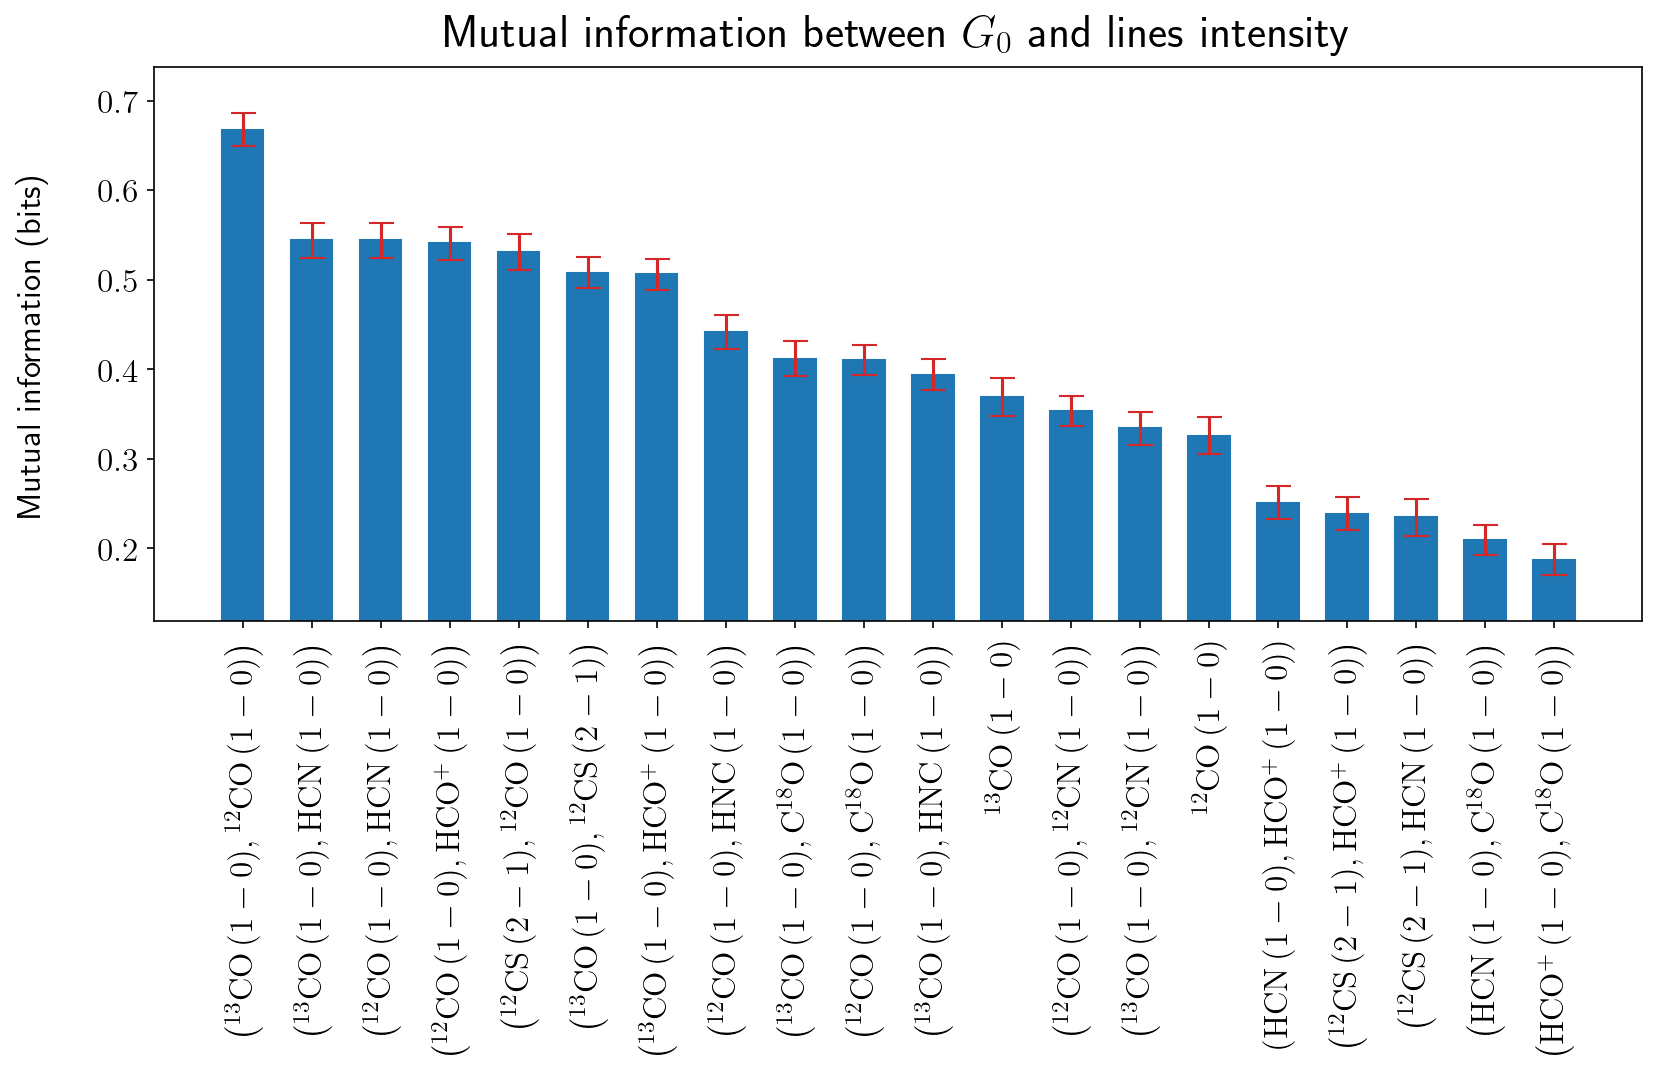 Mutual information between G₀ and lines intensity
Mutual information (bits)
0.7
0.6
0.5
0.4
0.3
0.2
(¹³CO (1 − 0), ¹²CO (1 − 0))
(¹³CO (1 − 0), HCN (1 − 0))
(¹²CO (1 − 0), HCN (1 − 0))
(¹²CO (1 − 0), HCO⁺ (1 − 0))
(¹²CS (2 − 1), ¹²CO (1 − 0))
(¹³CO (1 − 0), ¹²CS (2 − 1))
(¹³CO (1 − 0), HCO⁺ (1 − 0))
(¹²CO (1 − 0), HNC (1 − 0))
(¹³CO (1 − 0), C¹⁸O (1 − 0))
(¹²CO (1 − 0), C¹⁸O (1 − 0))
(¹³CO (1 − 0), HNC (1 − 0))
¹³CO (1 − 0)
(¹²CO (1 − 0), ¹²CN (1 − 0))
(¹³CO (1 − 0), ¹²CN (1 − 0))
¹²CO (1 − 0)
(HCN (1 − 0), HCO⁺ (1 − 0))
(¹²CS (2 − 1), HCO⁺ (1 − 0))
(¹²CS (2 − 1), HCN (1 − 0))
(HCN (1 − 0), C¹⁸O (1 − 0))
(HCO⁺ (1 − 0), C¹⁸O (1 − 0))